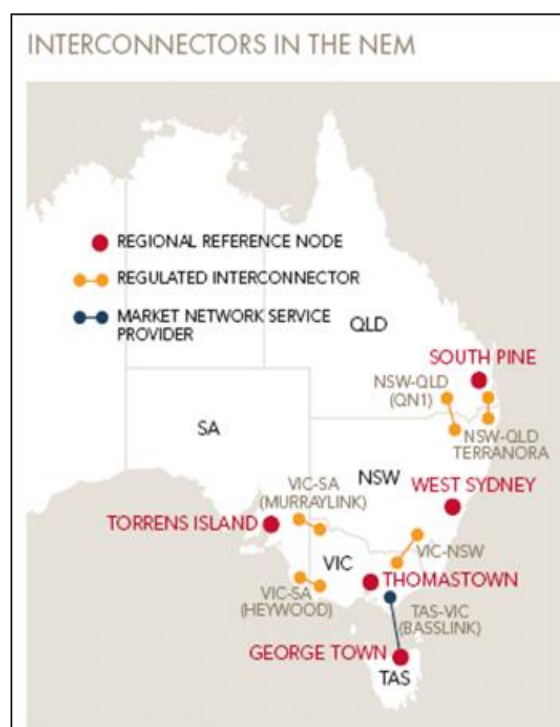 INTERCONNECTORS IN THE NEM
REGIONAL REFERENCE NODE
REGULATED INTERCONNECTOR
MARKET NETWORK SERVICE
PROVIDER
QLD
SOUTH PINE
NSW-QLD
(QN1)
NSW-QLD
TERRANORA
SA
NSW
WEST SYDNEY
VIC-SA
(MURRAYLINK)
TORRENS ISLAND
VIC-NSW
VIC
THOMASTOWN
VIC-SA
(HEYWOOD)
TAS-VIC
(BASSLINK)
GEORGE TOWN
TAS